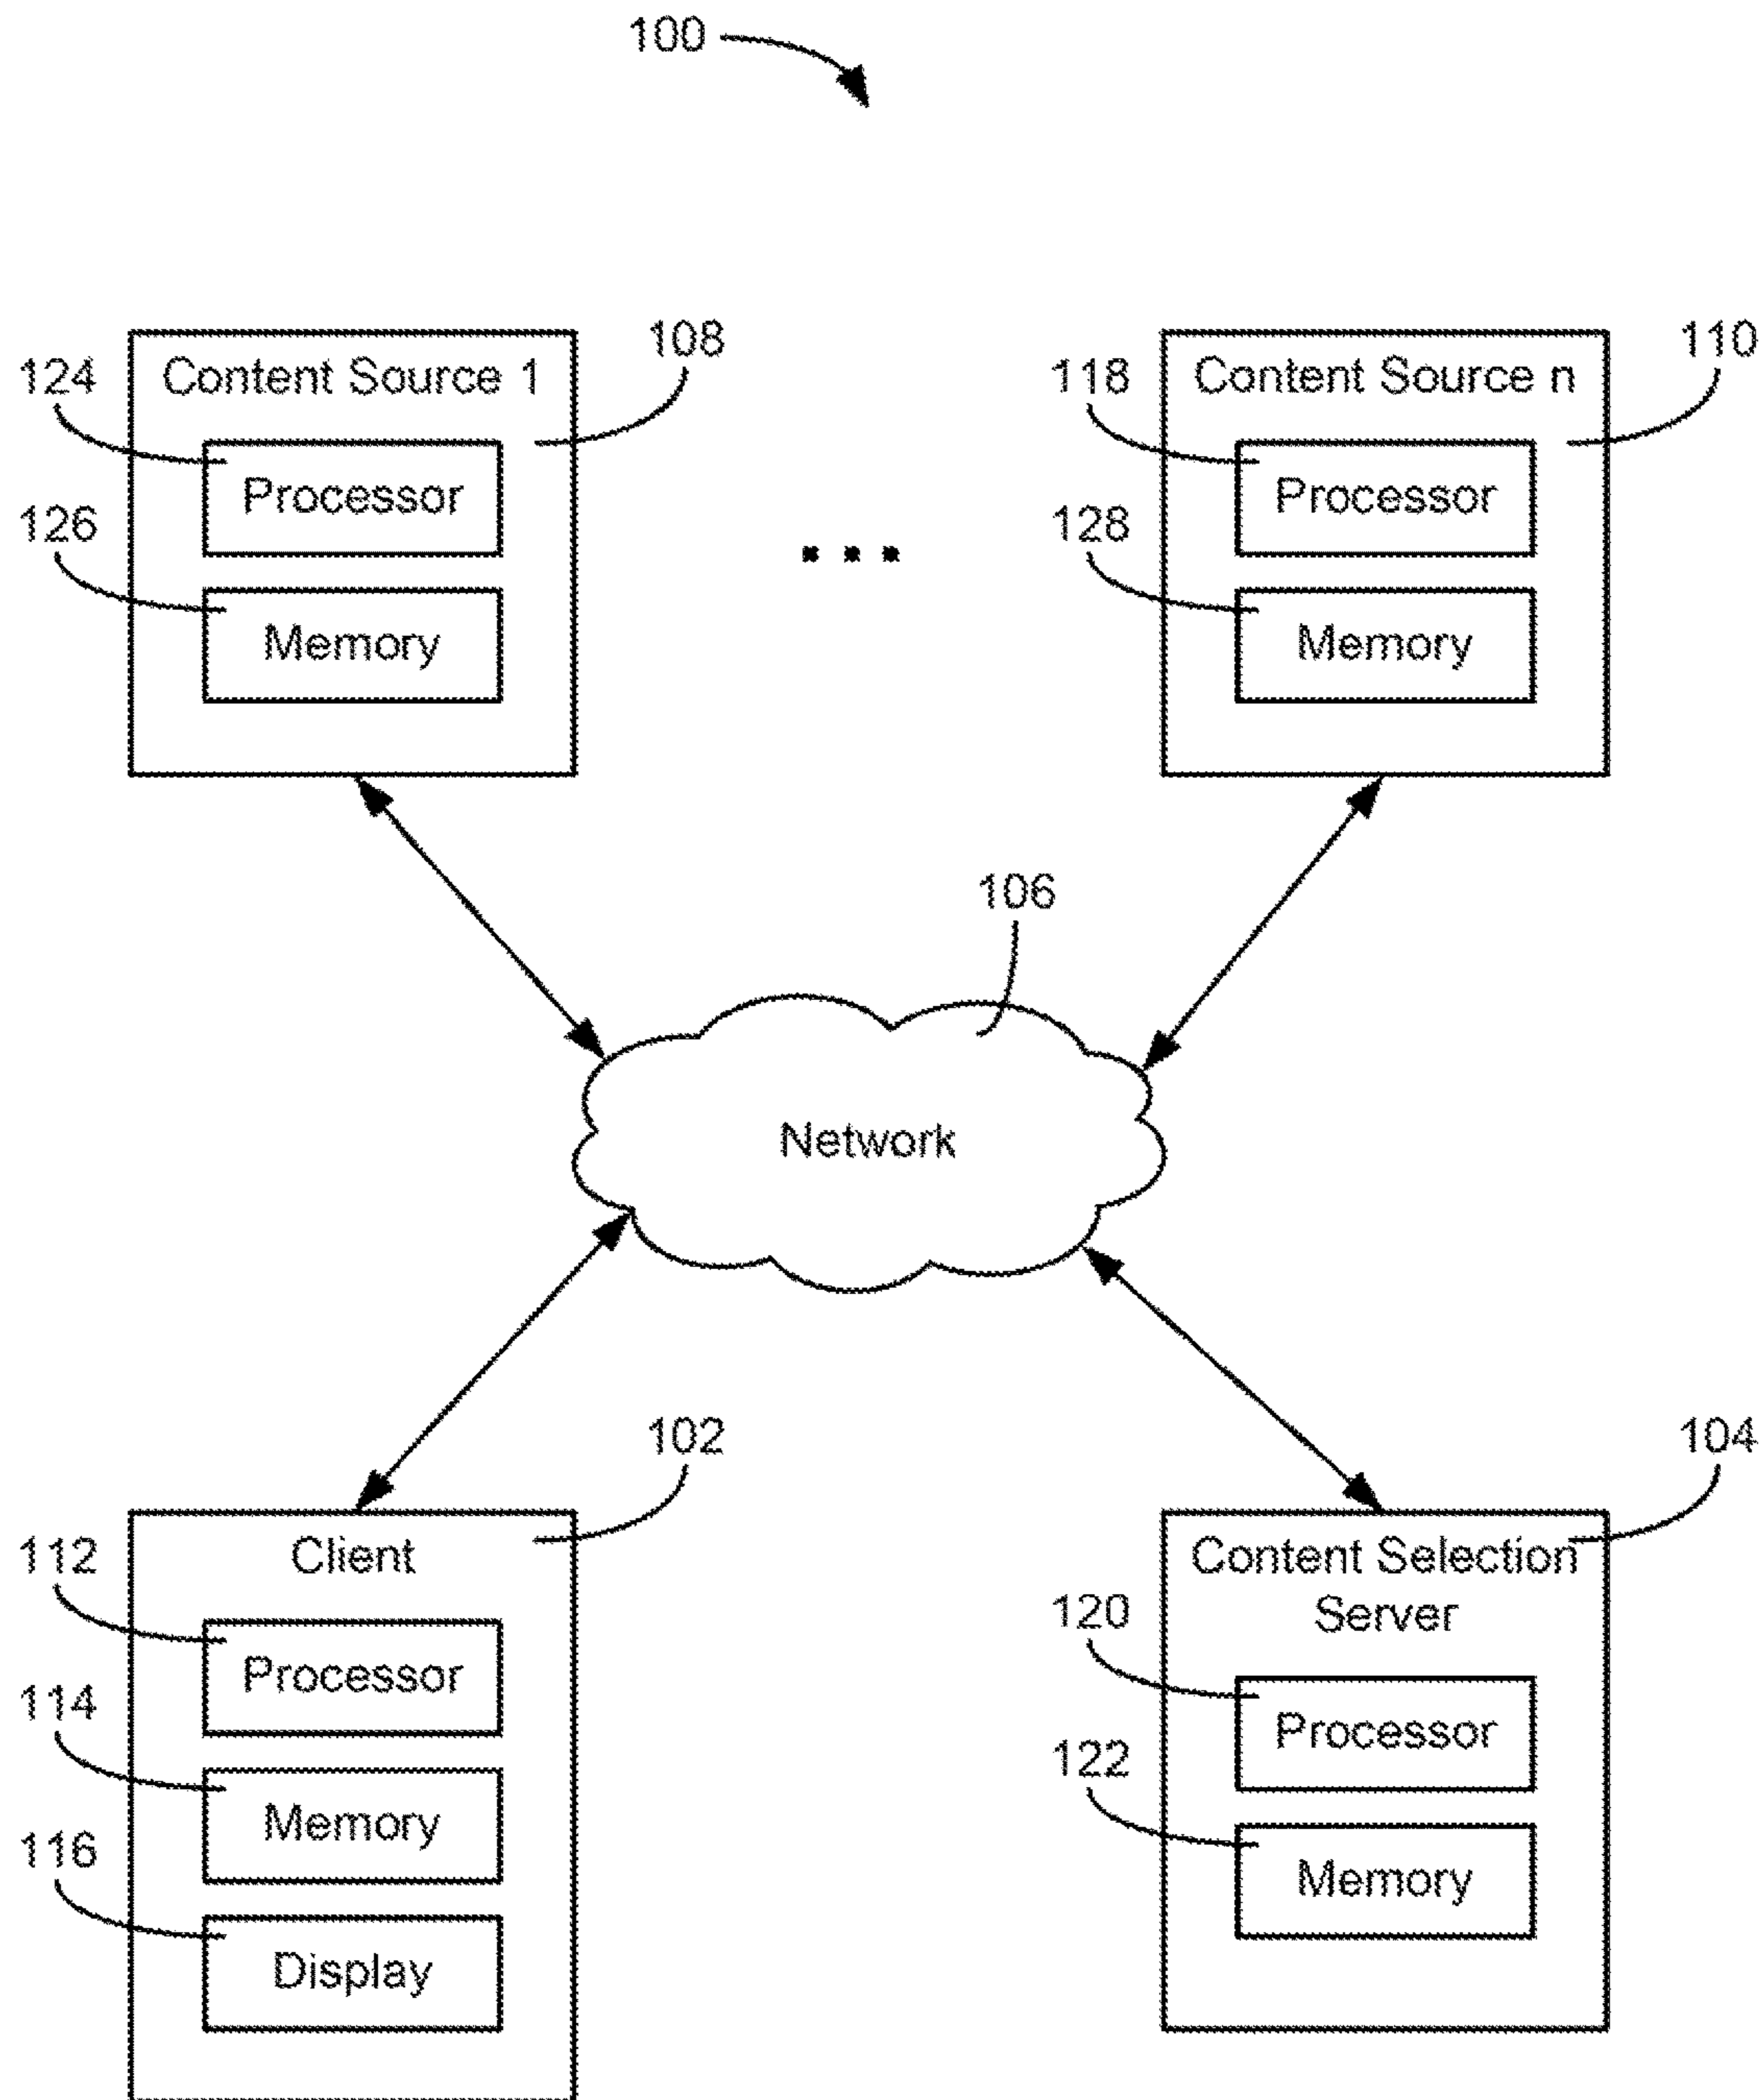 100
108
110
124
Content Source 1
118
Content Source n
Processor
Processor
126
128
Memory
Memory
106
Network
102
104
112
Client
Content Selection
Server
120
Processor
Processor
114
122
Memory
Memory
116
Display